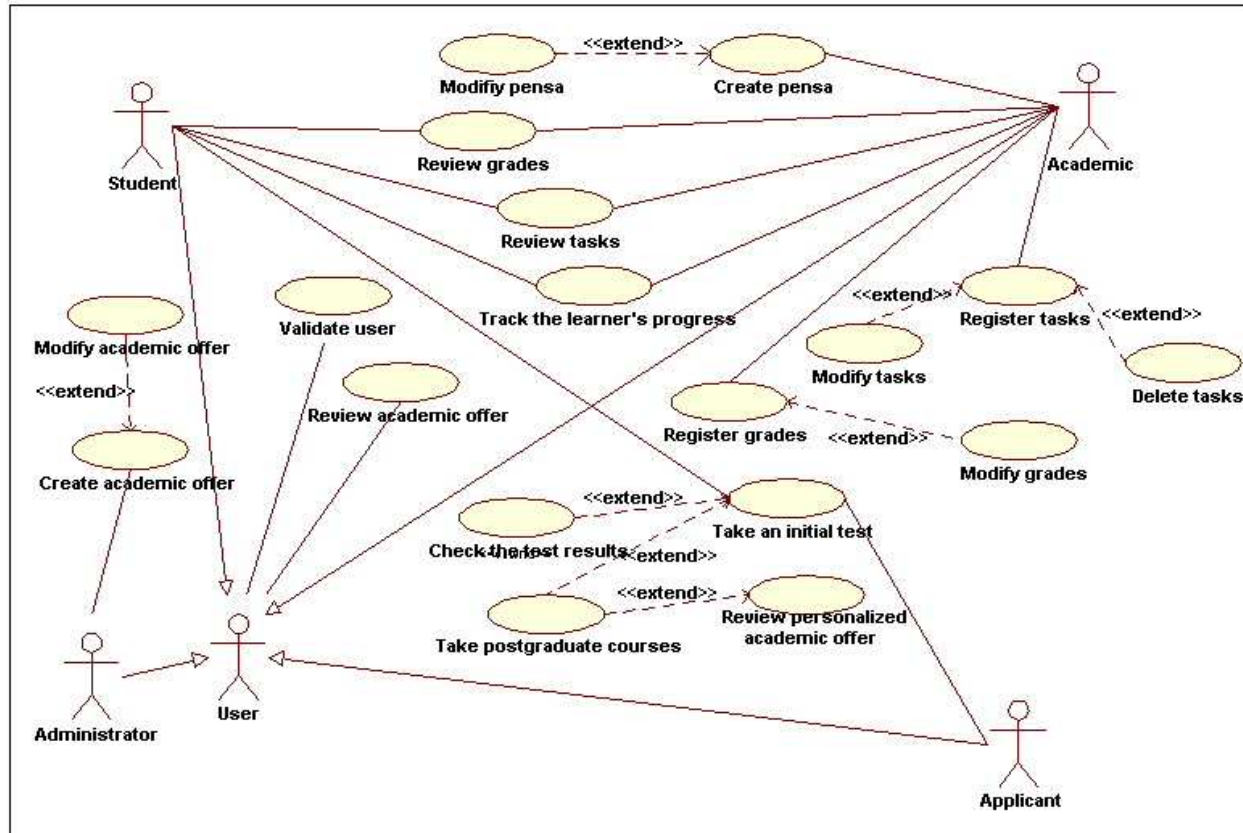 <<extend>>
Modifiy pensa
Create pensa
Student
Academic
Review grades
Review tasks
Track the learner's progress
Validate user
Modify academic offer
<<extend>>
Review academic offer
Create academic offer
<<extend>>
Register tasks
<<extend>>
Modify tasks
Delete tasks
Register grades
<<extend>>
Modify grades
<<extend>>
Take an initial test
Check the test results
<<extend>>
<<extend>>
Review personalized
academic offer
Take postgraduate courses
User
Administrator
Applicant